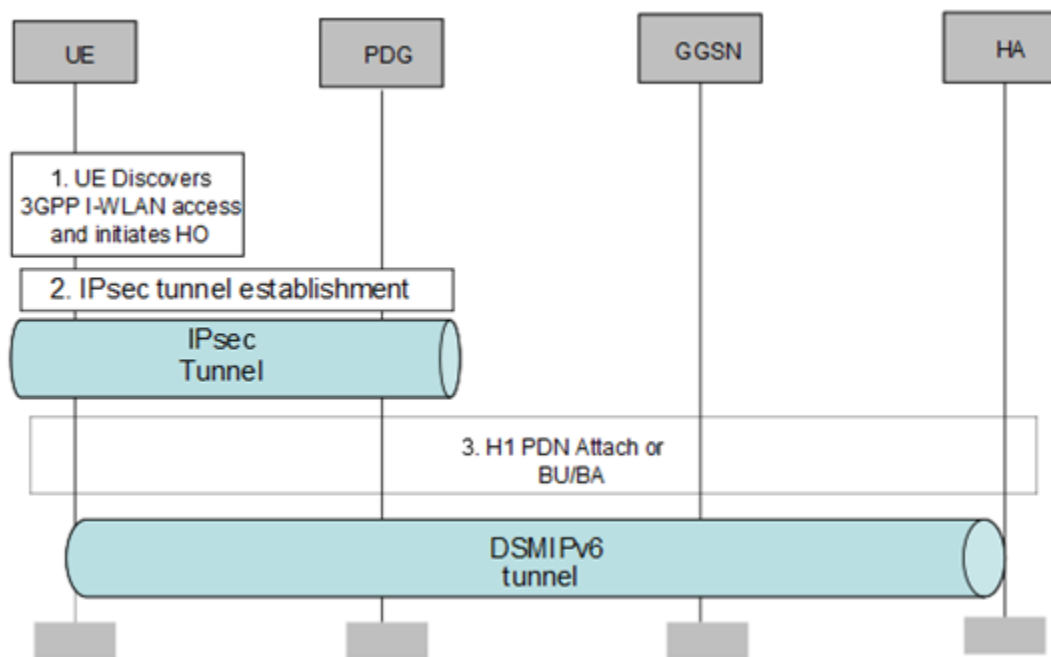 UE
PDG
GGSN
HA
1. UE Discovers
3GPP I-WLAN access
and initiates HO
2. IPsec tunnel establishment
IPsec
Tunnel
3. H1 PDN Attach or
BU/BA
DSMIPv6
tunnel